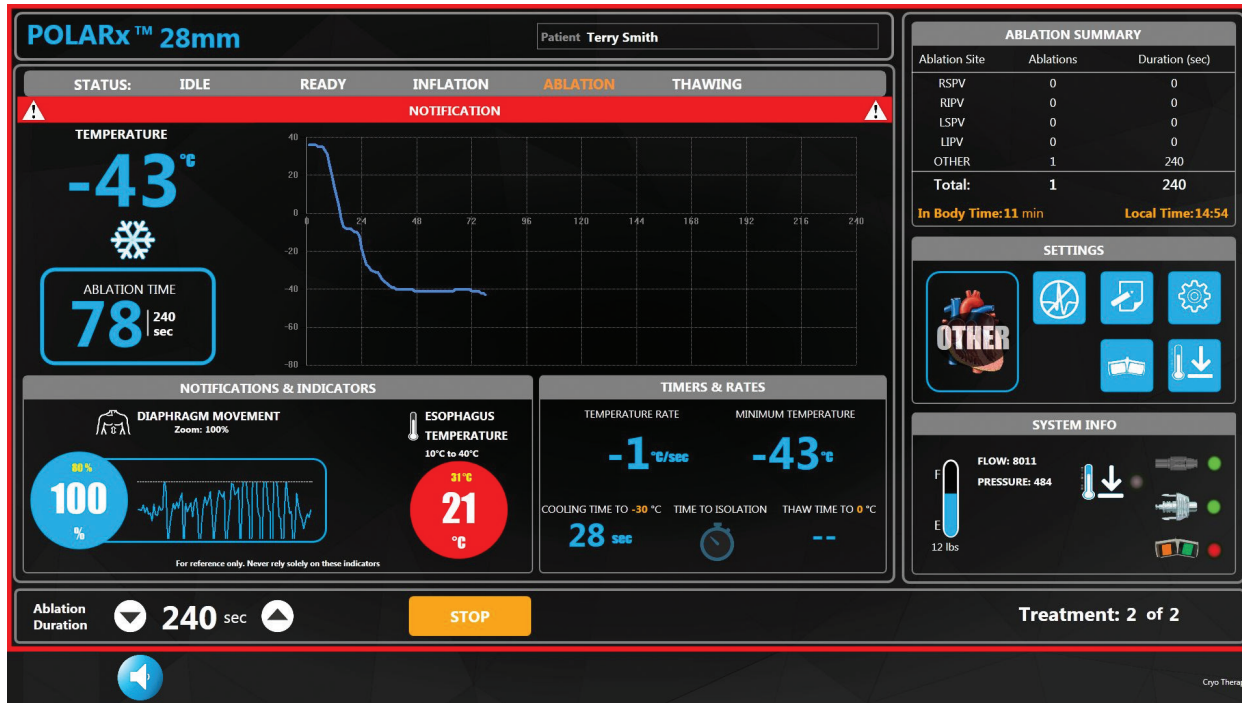 POLARx™ 28mm
Patient Terry Smith
STATUS: IDLE READY INFLATION ABLATION THAWING
NOTIFICATION
TEMPERATURE
-43 °C
ABLATION TIME
78 240 sec
40
20
0
-20
-40
-60
-80
0 24 48 72 96 120 144 168 192 216 240
NOTIFICATIONS & INDICATORS
DIAPHRAGM MOVEMENT
Zoom: 100%
80 %
100
%
ESOPHAGUS
TEMPERATURE
10°C to 40°C
31 °C
21
°C
For reference only. Never rely solely on these indicators
TIMERS & RATES
TEMPERATURE RATE MINIMUM TEMPERATURE
-1 °C/sec -43 °C
COOLING TIME TO -30 °C TIME TO ISOLATION THAW TIME TO 0 °C
28 sec --
ABLATION SUMMARY
Ablation Site Ablations Duration (sec)
RSPV 0 0
RIPV 0 0
LSPV 0 0
LIPV 0 0
OTHER 1 240
Total: 1 240
In Body Time: 11 min Local Time: 14:54
SETTINGS
OTHER
SYSTEM INFO
F
E
12 lbs
FLOW: 8011
PRESSURE: 484
Ablation
Duration
240 sec
STOP
Treatment: 2 of 2
Cryo Therap